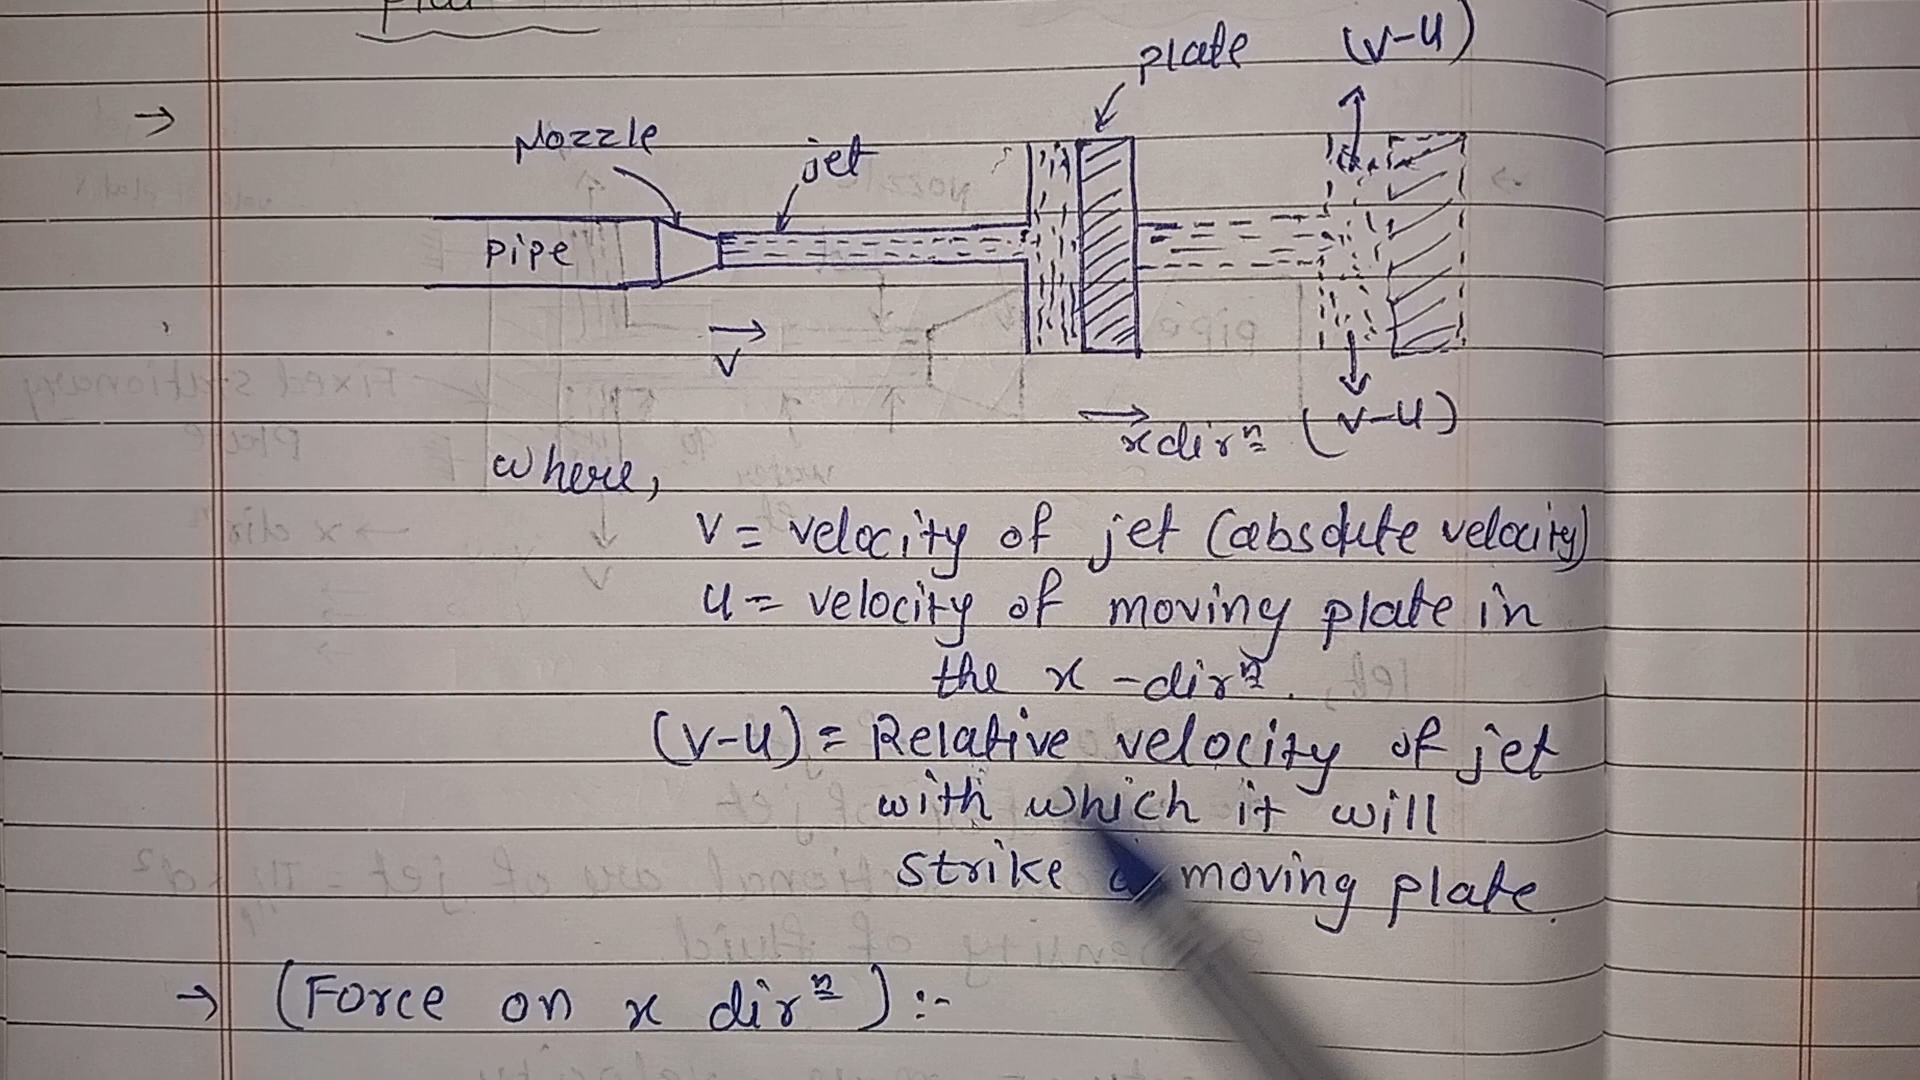 plate (v-u)
→
Nozzle
jet
pipe
v
x dirⁿ (v-u)
where,
v = velocity of jet (absolute velocity)
u = velocity of moving plate in
the x -dirⁿ.
(v-u) = Relative velocity of jet
with which it will
strike moving plate.
→ (Force on x dirⁿ) :-